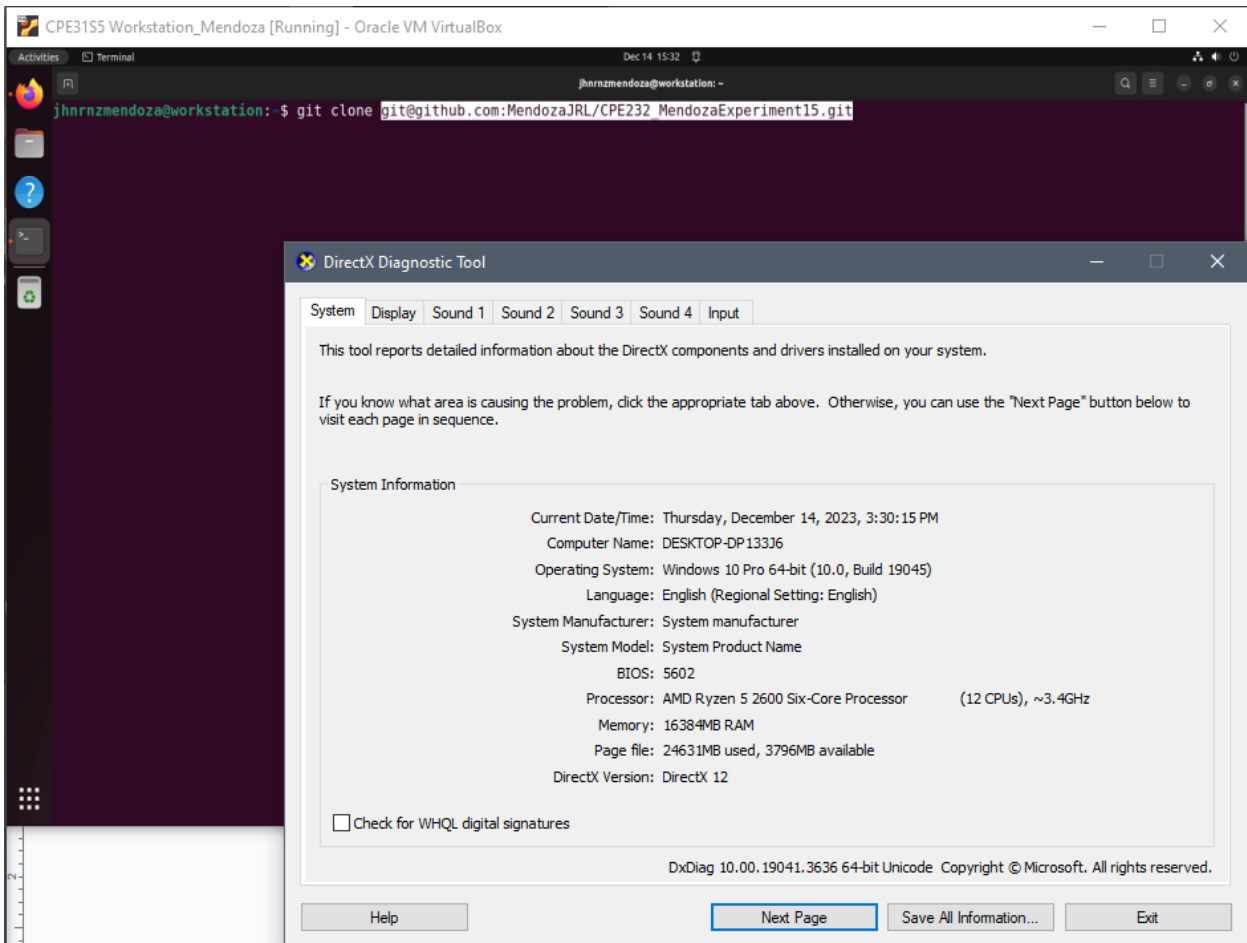 CPE31S5 Workstation_Mendoza [Running] - Oracle VM VirtualBox
Activities Terminal Dec 14 15:32
jhnrnzmendoza@workstation: ~
jhnrnzmendoza@workstation:~$ git clone git@github.com:MendozaJRL/CPE232_MendozaExperiment15.git
DirectX Diagnostic Tool
System Display Sound 1 Sound 2 Sound 3 Sound 4 Input
This tool reports detailed information about the DirectX components and drivers installed on your system.
If you know what area is causing the problem, click the appropriate tab above. Otherwise, you can use the "Next Page" button below to
visit each page in sequence.
System Information
Current Date/Time: Thursday, December 14, 2023, 3:30:15 PM
Computer Name: DESKTOP-DP133J6
Operating System: Windows 10 Pro 64-bit (10.0, Build 19045)
Language: English (Regional Setting: English)
System Manufacturer: System manufacturer
System Model: System Product Name
BIOS: 5602
Processor: AMD Ryzen 5 2600 Six-Core Processor (12 CPUs), ~3.4GHz
Memory: 16384MB RAM
Page file: 24631MB used, 3796MB available
DirectX Version: DirectX 12
Check for WHQL digital signatures
DxDiag 10.00.19041.3636 64-bit Unicode Copyright © Microsoft. All rights reserved.
2
Help Next Page Save All Information... Exit